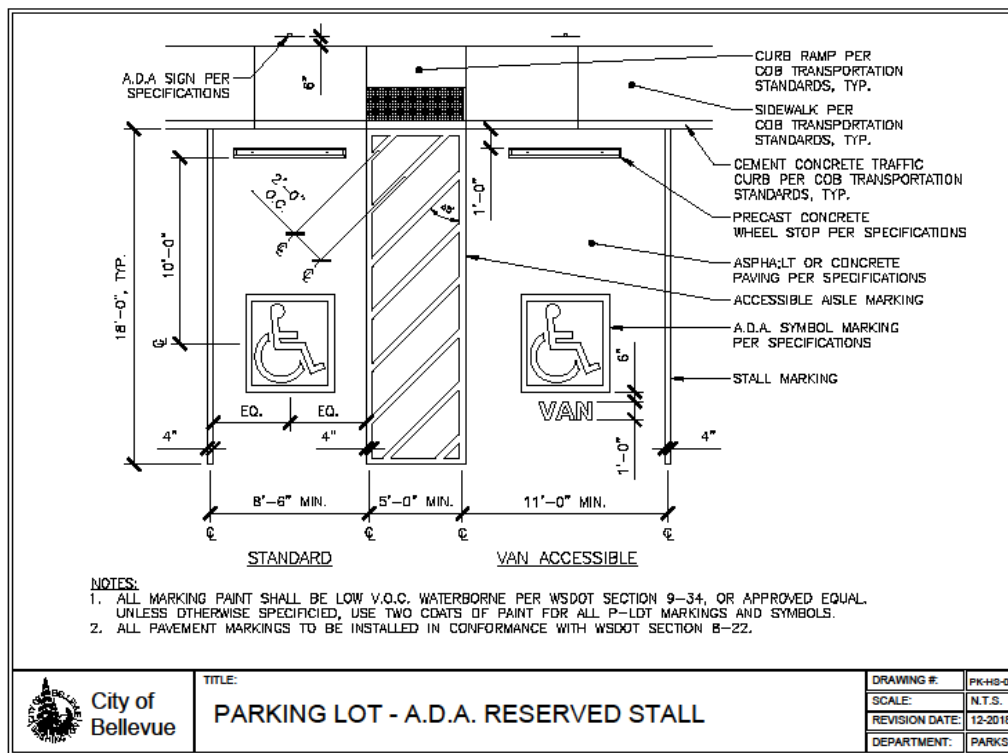 A.D.A SIGN PER
SPECIFICATIONS
6"
CURB RAMP PER
COB TRANSPORTATION
STANDARDS, TYP.
SIDEWALK PER
COB TRANSPORTATION
STANDARDS, TYP.
CEMENT CONCRETE TRAFFIC
CURB PER COB TRANSPORTATION
STANDARDS, TYP.
PRECAST CONCRETE
WHEEL STOP PER SPECIFICATIONS
ASPHA;LT OR CONCRETE
PAVING PER SPECIFICATIONS
ACCESSIBLE AISLE MARKING
A.D.A. SYMBOL MARKING
PER SPECIFICATIONS
STALL MARKING
18'-0", TYP.
10'-0"
2'-0"
O.C.
1'-0"
EQ.
EQ.
6"
VAN
1'-0"
4"
4"
4"
8'-6" MIN.
5'-0" MIN.
11'-0" MIN.
STANDARD
VAN ACCESSIBLE
NOTES:
1. ALL MARKING PAINT SHALL BE LOW V.O.C. WATERBORNE PER WSDOT SECTION 9-34, OR APPROVED EQUAL.
UNLESS OTHERWISE SPECIFICIED, USE TWO COATS OF PAINT FOR ALL P-LOT MARKINGS AND SYMBOLS.
2. ALL PAVEMENT MARKINGS TO BE INSTALLED IN CONFORMANCE WITH WSDOT SECTION 8-22.
City of
Bellevue
TITLE:
PARKING LOT - A.D.A. RESERVED STALL
DRAWING #:
SCALE: N.T.S.
REVISION DATE: 12-2018
DEPARTMENT: PARKS